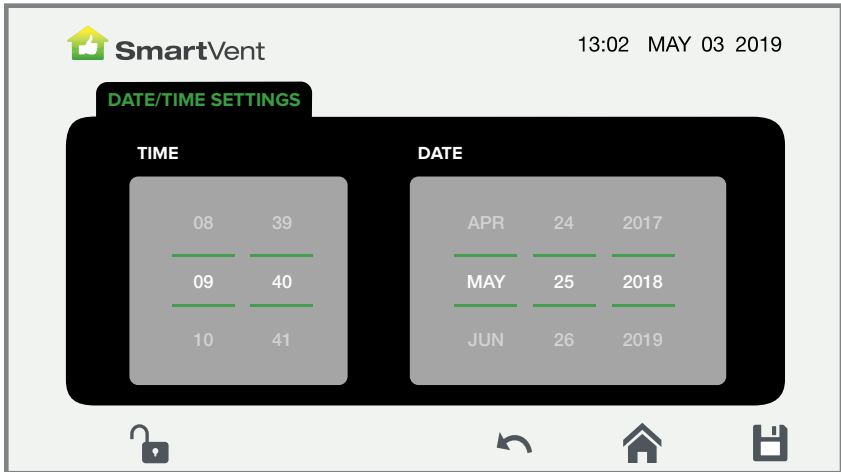 SmartVent
13:02 MAY 03 2019
DATE/TIME SETTINGS
TIME
DATE
08 39
APR 24 2017
09 40
MAY 25 2018
10 41
JUN 26 2019